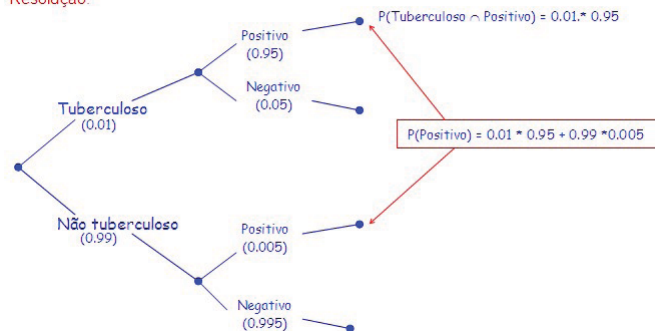 Resolução:
P(Tuberculoso ∩ Positivo) = 0.01.* 0.95
Positivo
(0.95)
Negativo
(0.05)
Tuberculoso
(0.01)
P(Positivo) = 0.01 * 0.95 + 0.99 *0.005
Não tuberculoso
(0.99)
Positivo
(0.005)
Negativo
(0.995)